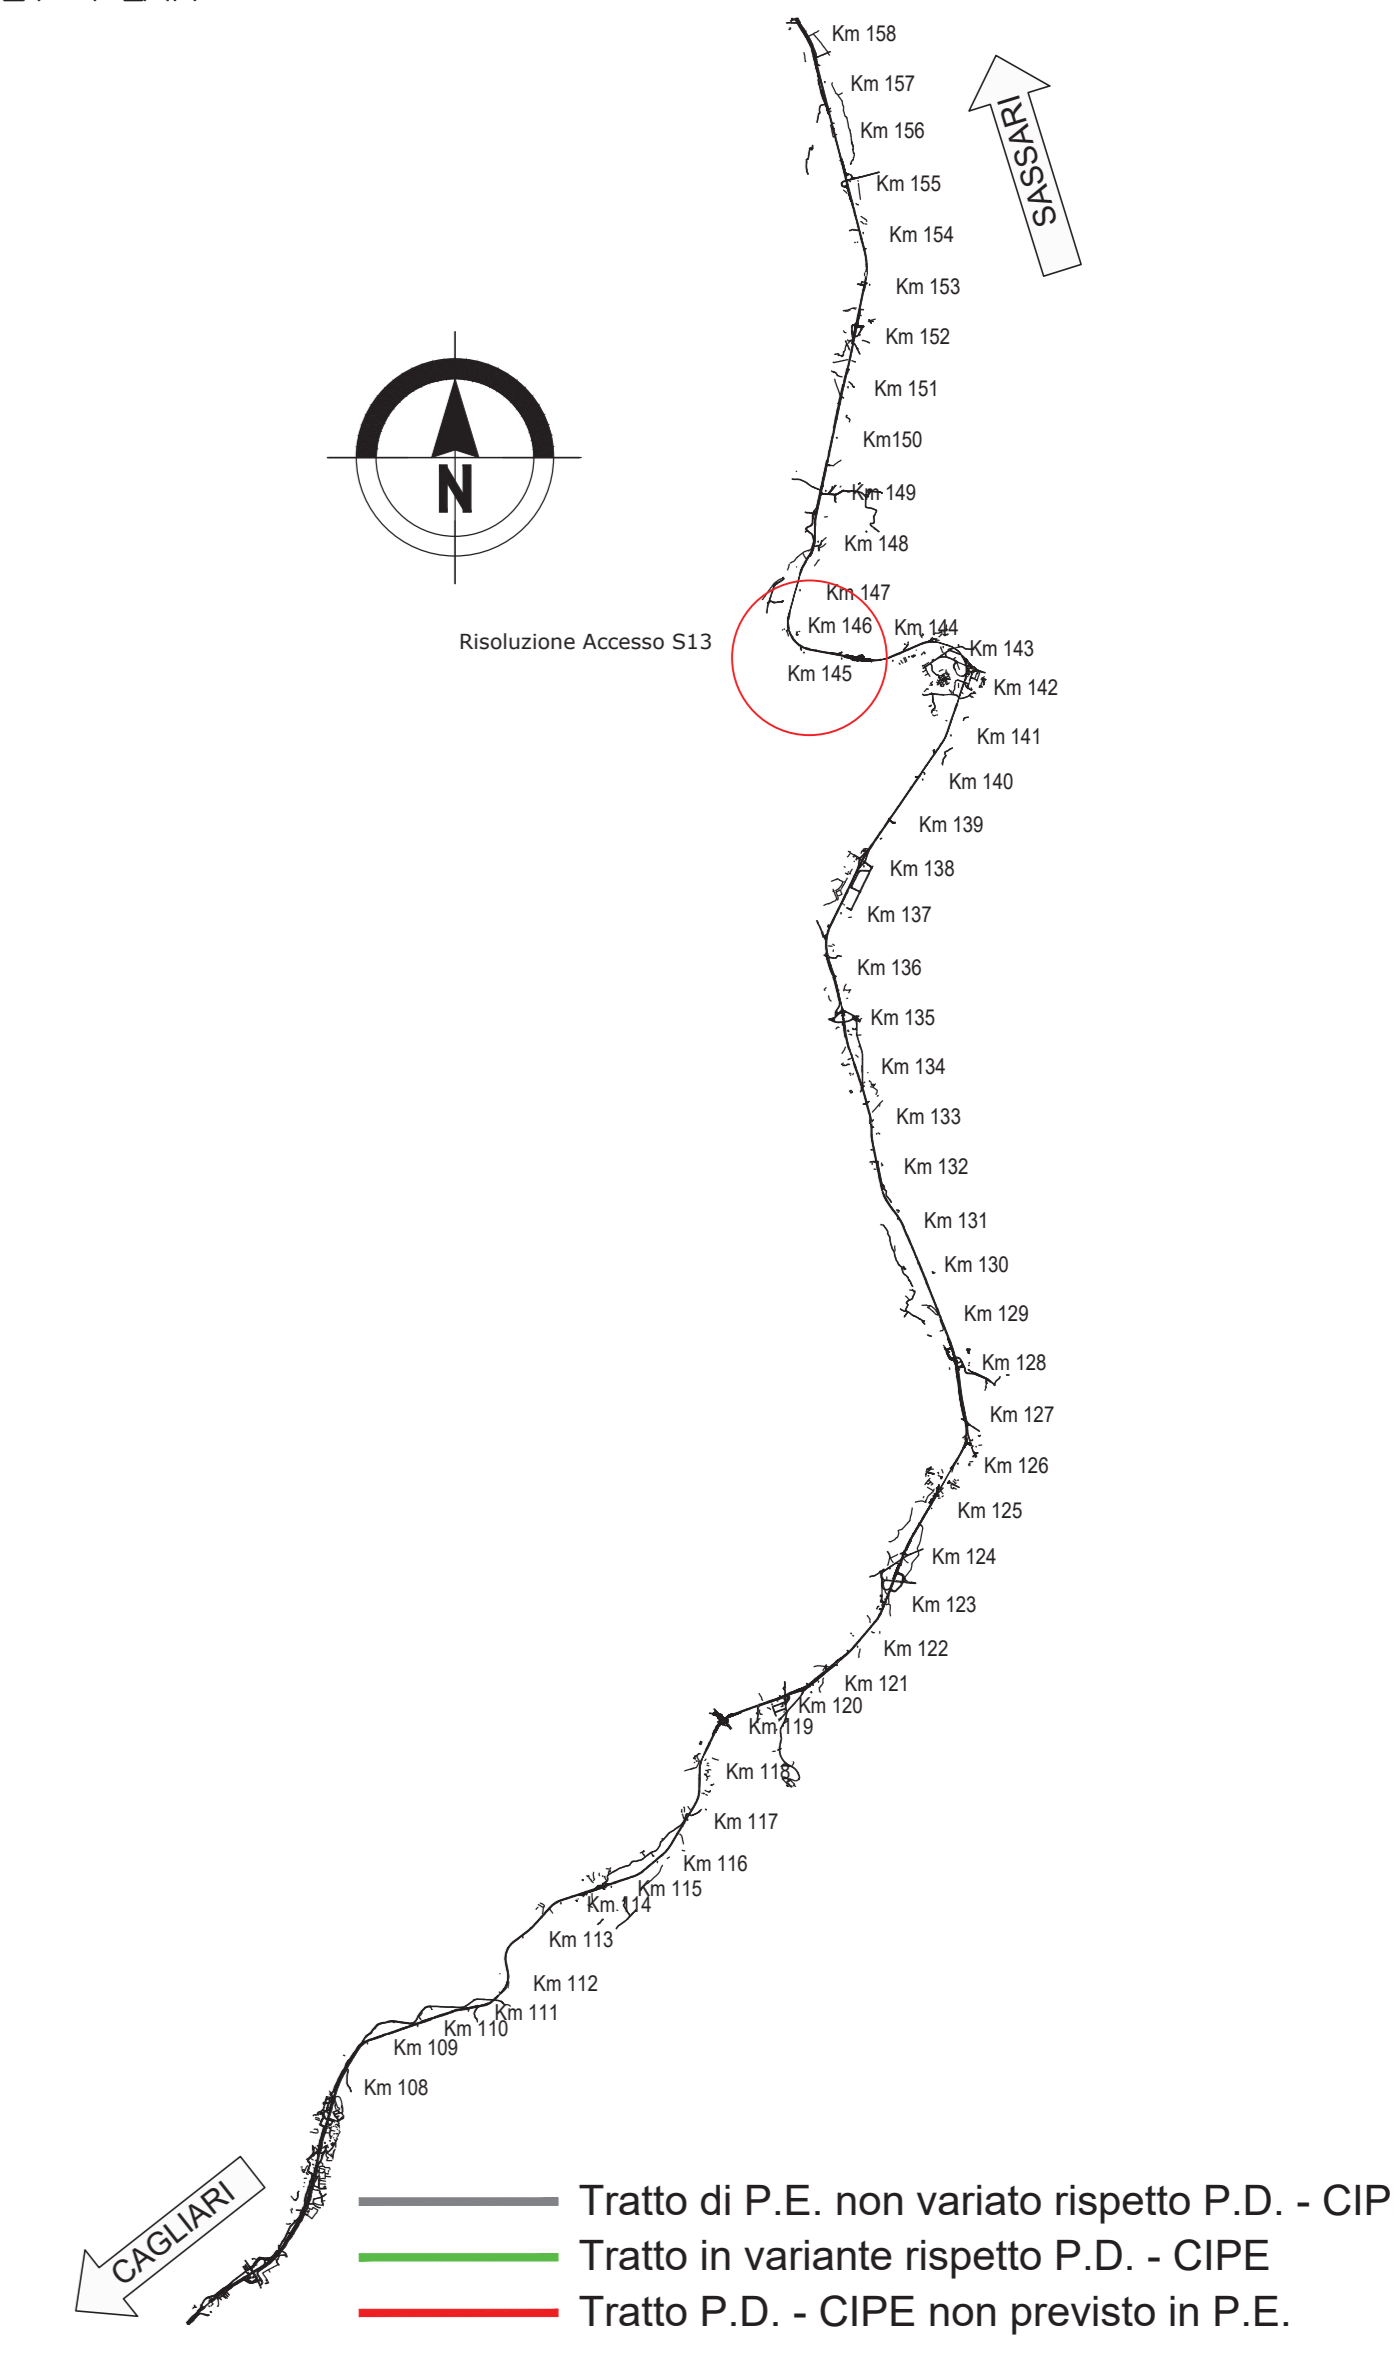 Km 158
Km 157
Km 156
Km 155
SASSARI
Km 154
Km 153
Km 152
Km 151
Km150
N
Km 149
Km 148
Km 147
Km 146
Km 144
Risoluzione Accesso S13
Km 143
Km 145
Km 142
Km 141
Km 140
Km 139
Km 138
Km 137
Km 136
Km 135
Km 134
Km 133
Km 132
Km 131
Km 130
Km 129
Km 128
Km 127
Km 126
Km 125
Km 124
Km 123
Km 122
Km 121
Km 120
Km 119
Km 118
Km 117
Km 116
Km 115
Km 114
Km 113
Km 112
Km 111
Km 110
Km 109
Km 108
CAGLIARI
Tratto di P.E. non variato rispetto P.D. - CIP
Tratto in variante rispetto P.D. - CIPE
Tratto P.D. - CIPE non previsto in P.E.